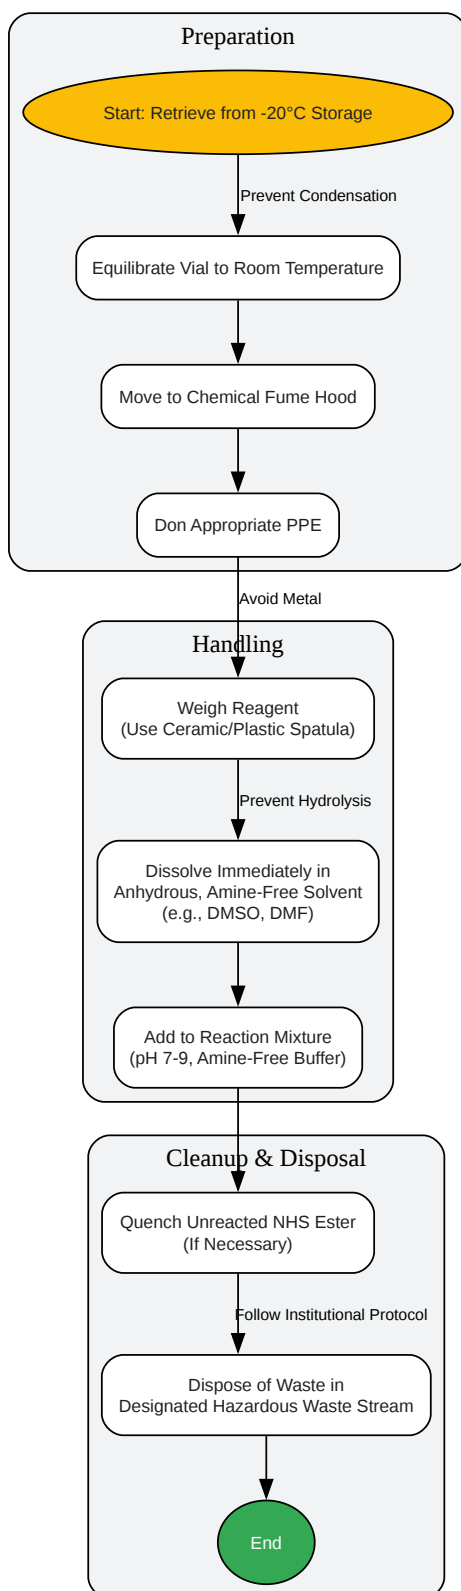 Preparation
Start: Retrieve from -20°C Storage
Prevent Condensation
Equilibrate Vial to Room Temperature
Move to Chemical Fume Hood
Don Appropriate PPE
Avoid Metal
Handling
Weigh Reagent
(Use Ceramic/Plastic Spatula)
Prevent Hydrolysis
Dissolve Immediately in
Anhydrous, Amine-Free Solvent
(e.g., DMSO, DMF)
Add to Reaction Mixture
(pH 7-9, Amine-Free Buffer)
Cleanup & Disposal
Quench Unreacted NHS Ester
(If Necessary)
Follow Institutional Protocol
Dispose of Waste in
Designated Hazardous Waste Stream
End